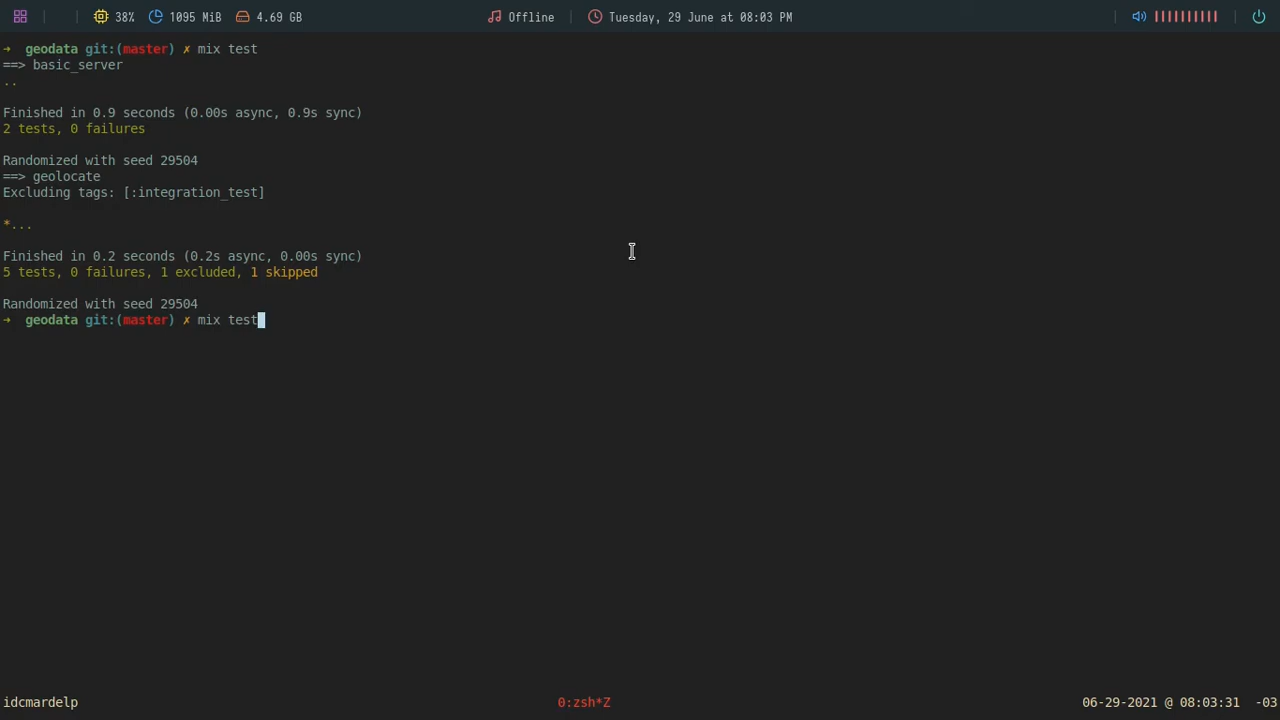 38% 1095 MiB 4.69 GB Offline Tuesday, 29 June at 08:03 PM
→ geodata git:(master) ✗ mix test
==> basic_server
..
Finished in 0.9 seconds (0.00s async, 0.9s sync)
2 tests, 0 failures
Randomized with seed 29504
==> geolocate
Excluding tags: [:integration_test]
*...
Finished in 0.2 seconds (0.2s async, 0.00s sync)
5 tests, 0 failures, 1 excluded, 1 skipped
Randomized with seed 29504
→ geodata git:(master) ✗ mix test
idcmardelp 0:zsh*Z 06-29-2021 @ 08:03:31 -03